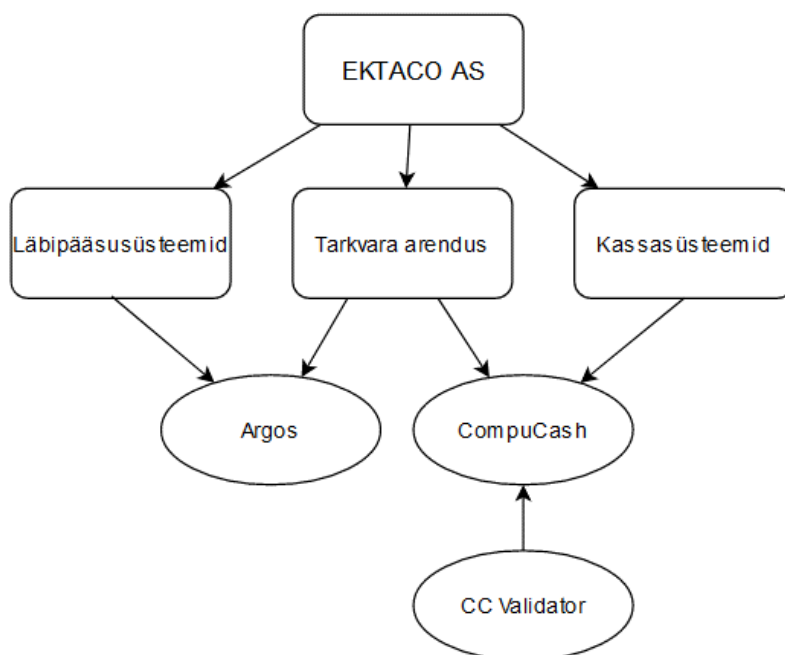 EKTACO AS
Läbipääsusüsteemid
Tarkvara arendus
Kassasüsteemid
Argos
CompuCash
CC Validator